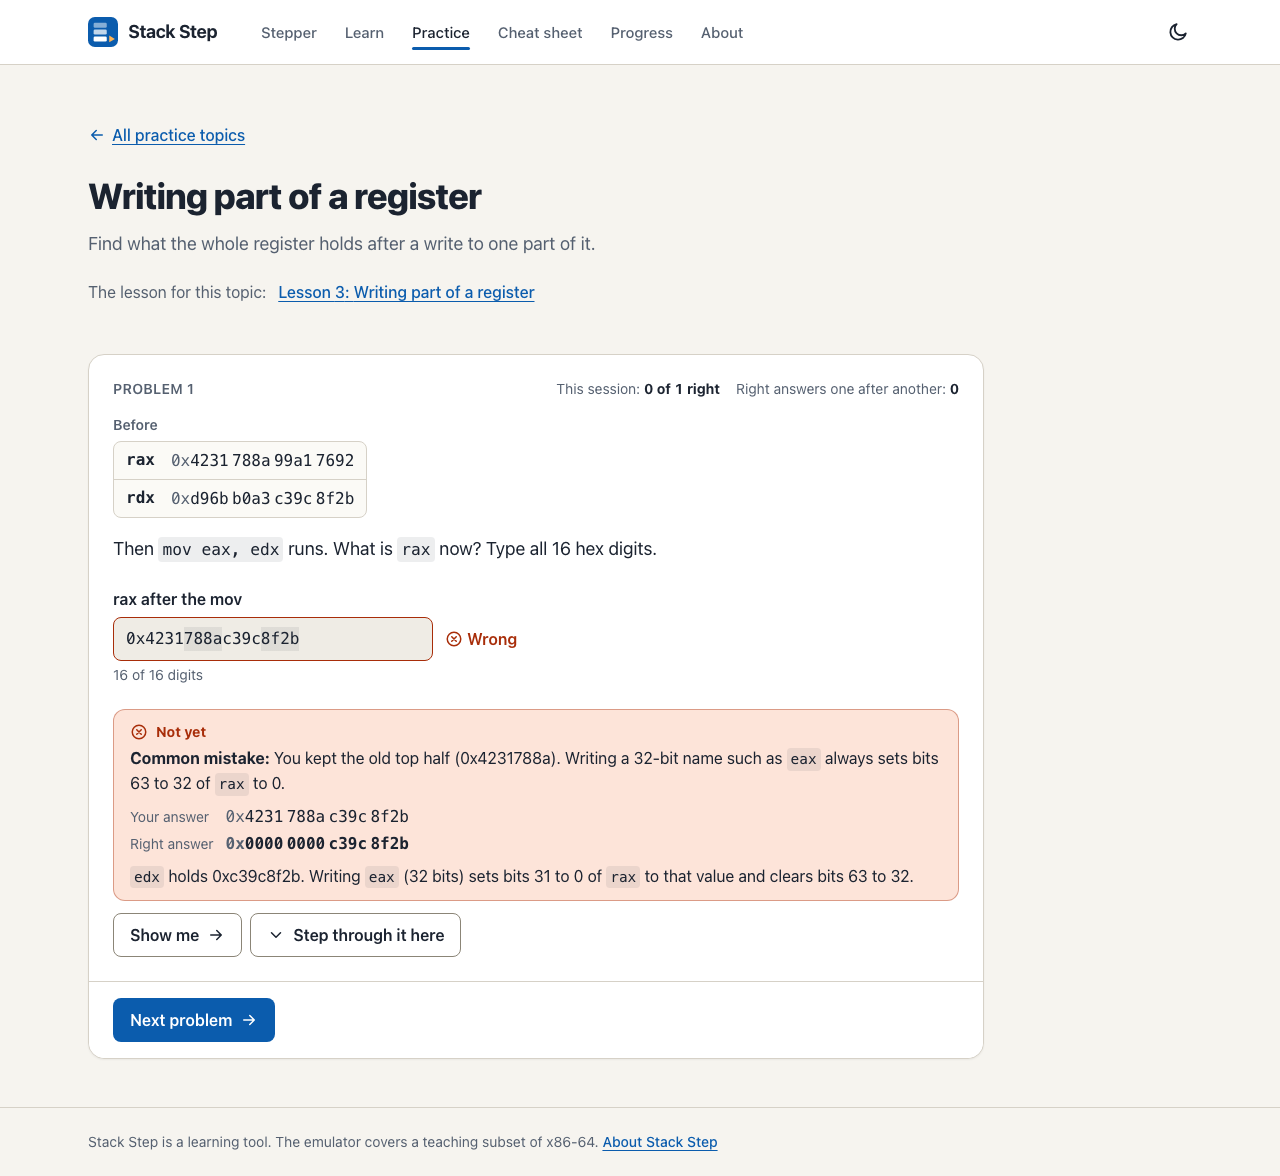 Stack Step
Stepper Learn Practice Cheat sheet Progress About
← All practice topics
Writing part of a register
Find what the whole register holds after a write to one part of it.
The lesson for this topic: Lesson 3: Writing part of a register
PROBLEM 1 This session: 0 of 1 right Right answers one after another: 0
Before
rax 0x4231 788a 99a1 7692
rdx 0xd96b b0a3 c39c 8f2b
Then mov eax, edx runs. What is rax now? Type all 16 hex digits.
rax after the mov
0x4231788ac39c8f2b Wrong
16 of 16 digits
Not yet
Common mistake: You kept the old top half (0x4231788a). Writing a 32-bit name such as eax always sets bits
63 to 32 of rax to 0.
Your answer 0x4231 788a c39c 8f2b
Right answer 0x0000 0000 c39c 8f2b
edx holds 0xc39c8f2b. Writing eax (32 bits) sets bits 31 to 0 of rax to that value and clears bits 63 to 32.
Show me → Step through it here
Next problem →
Stack Step is a learning tool. The emulator covers a teaching subset of x86-64. About Stack Step